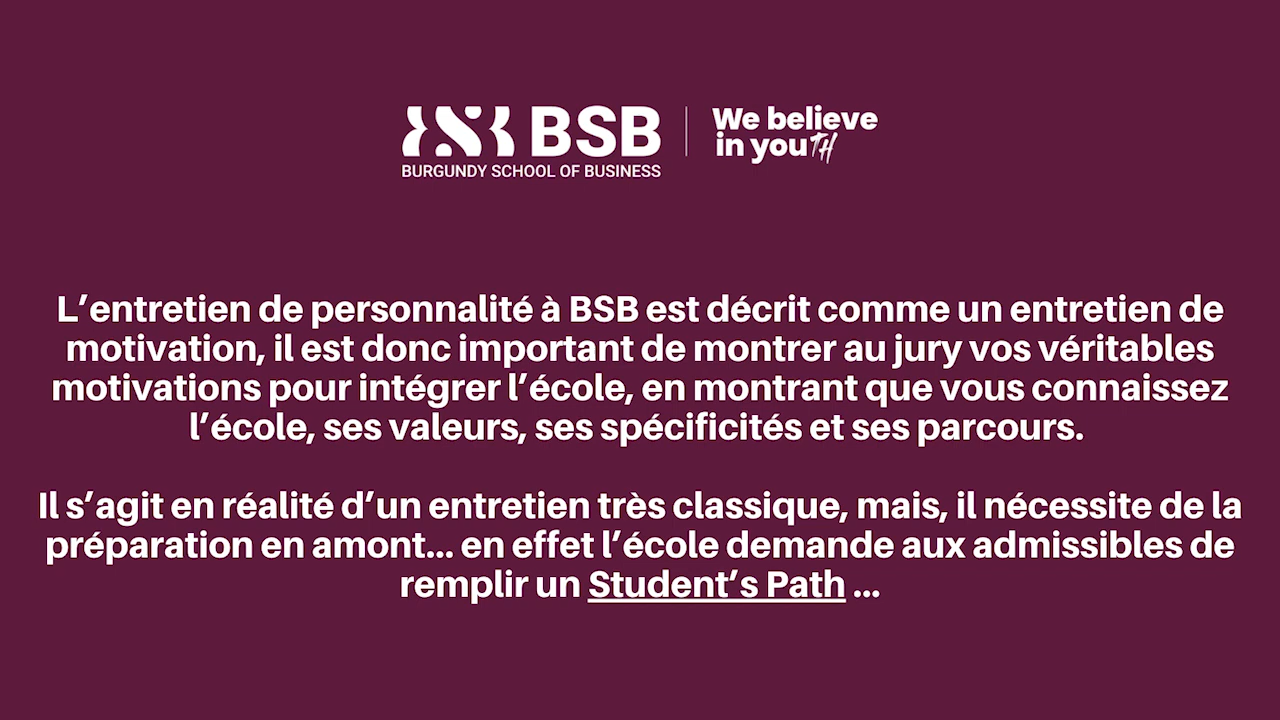 BSB
BURGUNDY SCHOOL OF BUSINESS
We believe
in youTH
L’entretien de personnalité à BSB est décrit comme un entretien de
motivation, il est donc important de montrer au jury vos véritables
motivations pour intégrer l’école, en montrant que vous connaissez
l’école, ses valeurs, ses spécificités et ses parcours.
Il s’agit en réalité d’un entretien très classique, mais, il nécessite de la
préparation en amont... en effet l’école demande aux admissibles de
remplir un Student’s Path ...